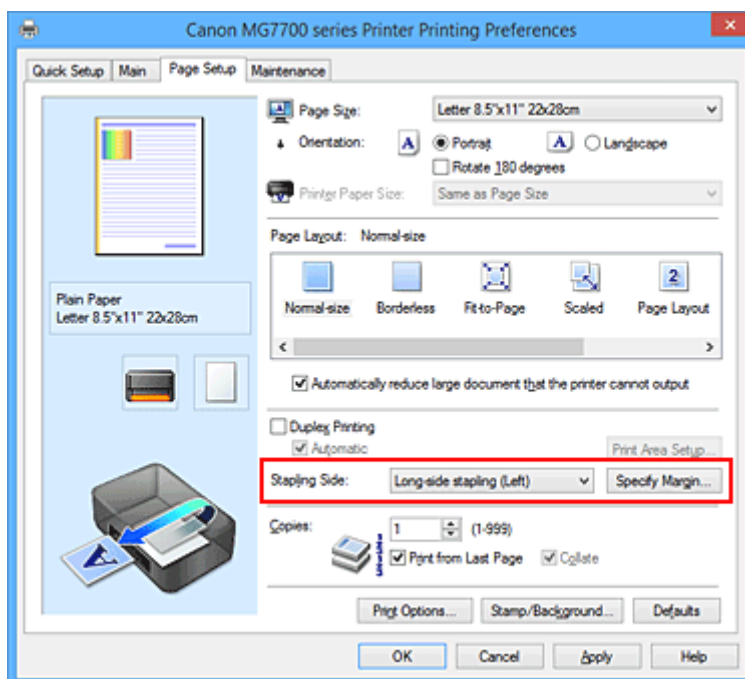 Canon MG7700 series Printer Printing Preferences
Quick Setup Main Page Setup Maintenance
Page Size: Letter 8.5"x11" 22x28cm
Orientation: A Portrait A Landscape
Rotate 180 degrees
Printer Paper Size: Same as Page Size
Page Layout: Normal-size
2
Normal-size Borderless Fit-to-Page Scaled Page Layout
Plain Paper
Letter 8.5"x11" 22x28cm
Automatically reduce large document that the printer cannot output
Duplex Printing
Automatic Print Area Setup...
Stapling Side: Long-side stapling (Left) Specify Margin...
Copies: 1 (1-999)
Print from Last Page Collate
A
Print Options... Stamp/Background... Defaults
OK Cancel Apply Help